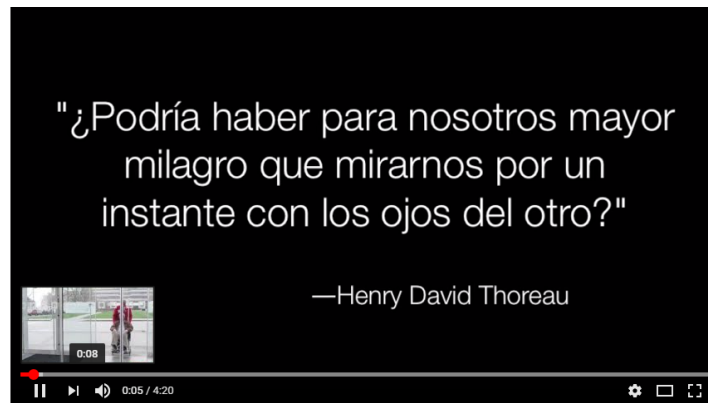 "¿Podría haber para nosotros mayor
milagro que mirarnos por un
instante con los ojos del otro?"
—Henry David Thoreau
0:08
0:05 / 4:20